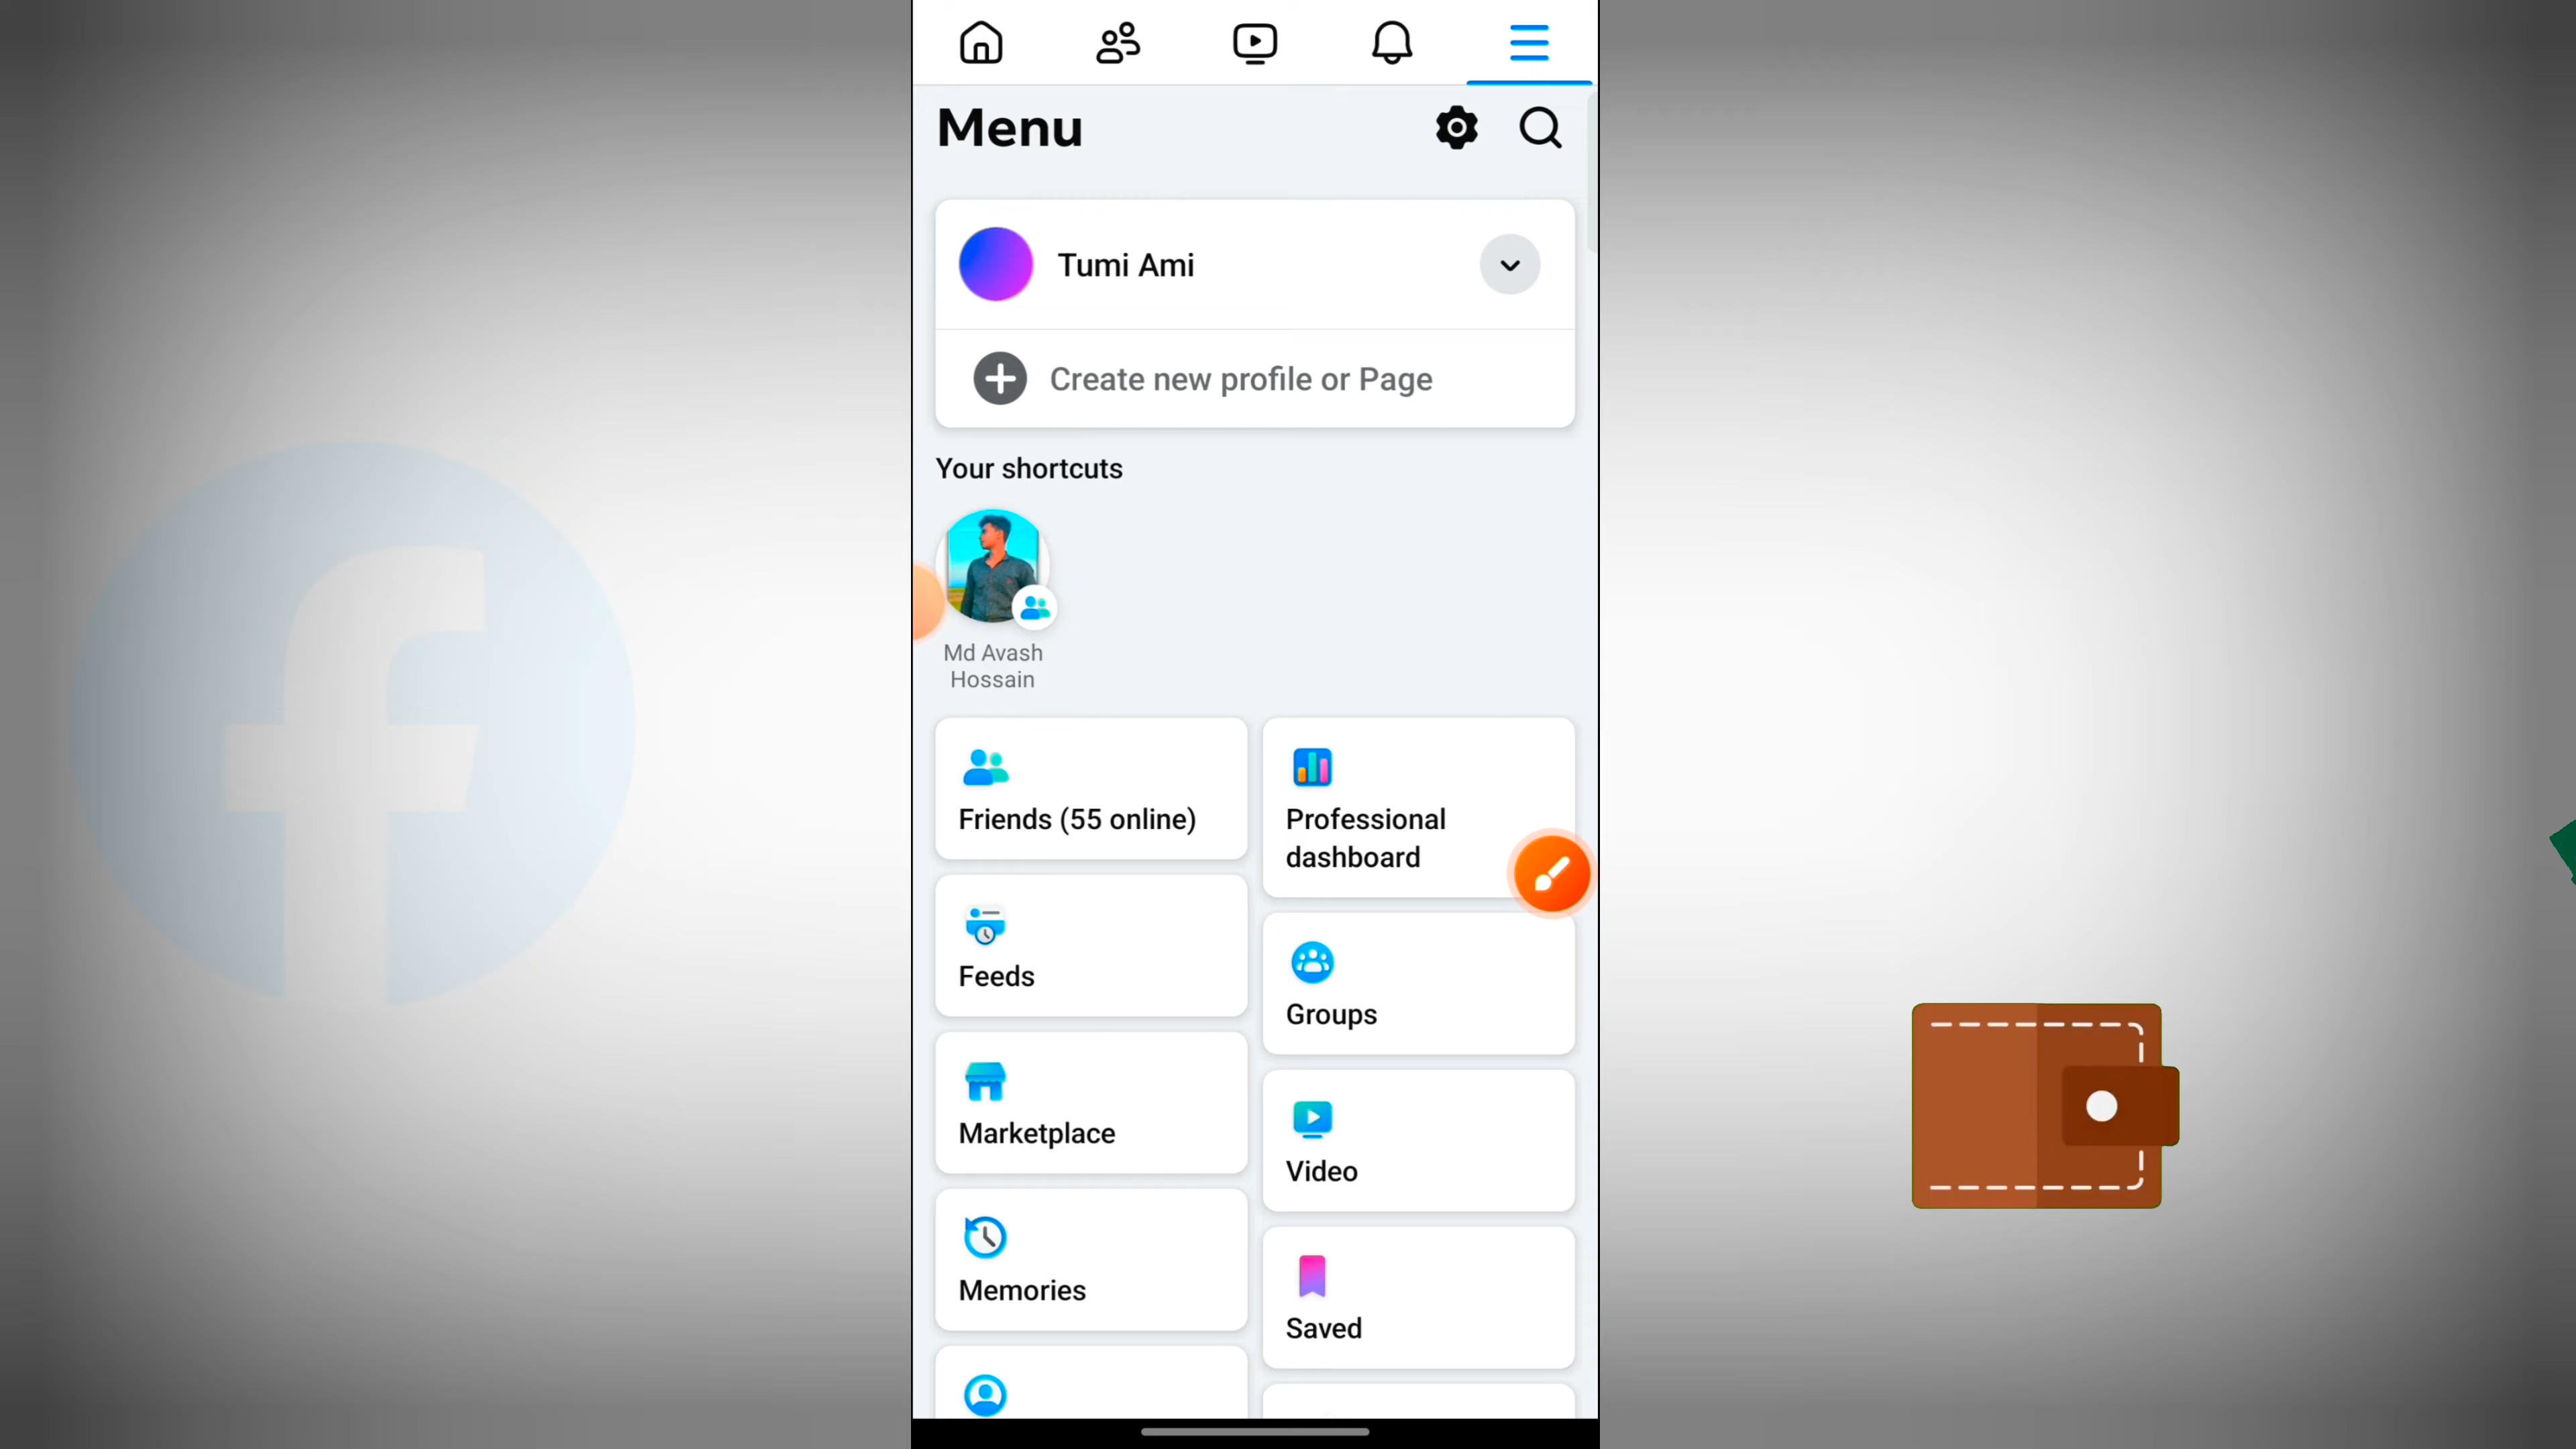 Menu
Tumi Ami
Create new profile or Page
Your shortcuts
Md Avash
Hossain
Friends (55 online)
Professional
dashboard
Feeds
Groups
Marketplace
Video
Memories
Saved